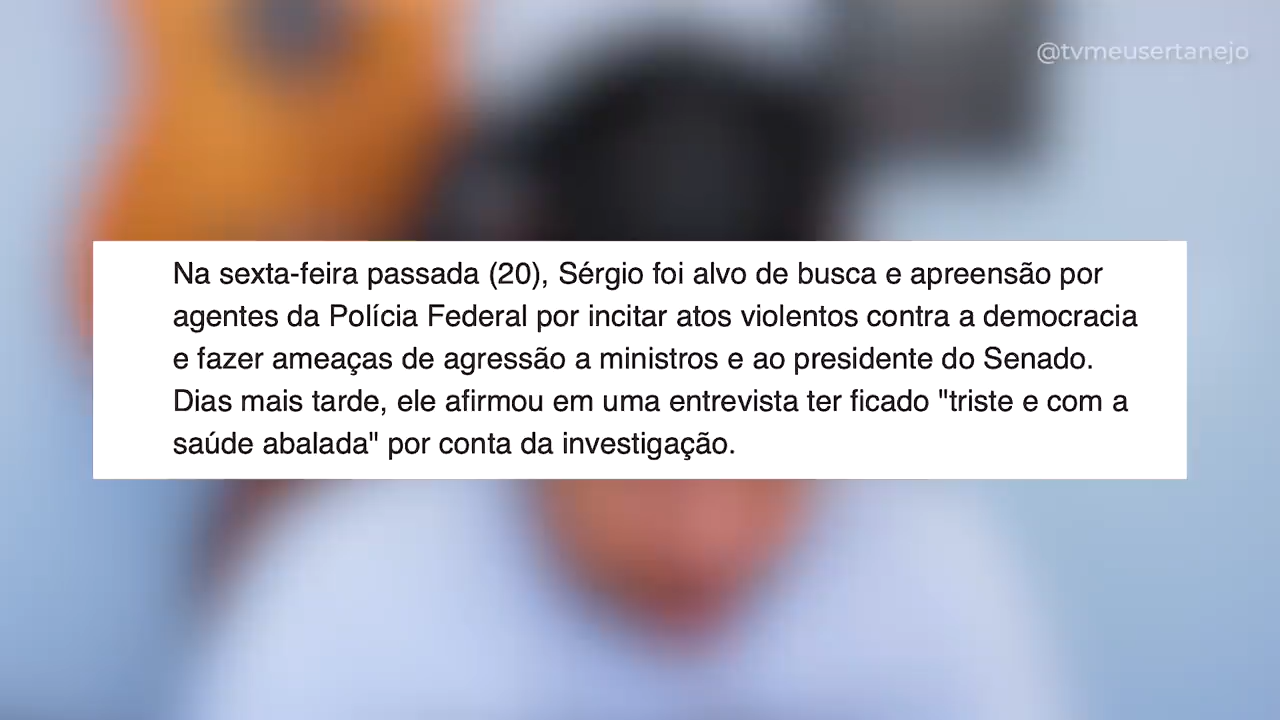 @tvmeusertanejo
Na sexta-feira passada (20), Sérgio foi alvo de busca e apreensão por
agentes da Polícia Federal por incitar atos violentos contra a democracia
e fazer ameaças de agressão a ministros e ao presidente do Senado.
Dias mais tarde, ele afirmou em uma entrevista ter ficado "triste e com a
saúde abalada" por conta da investigação.